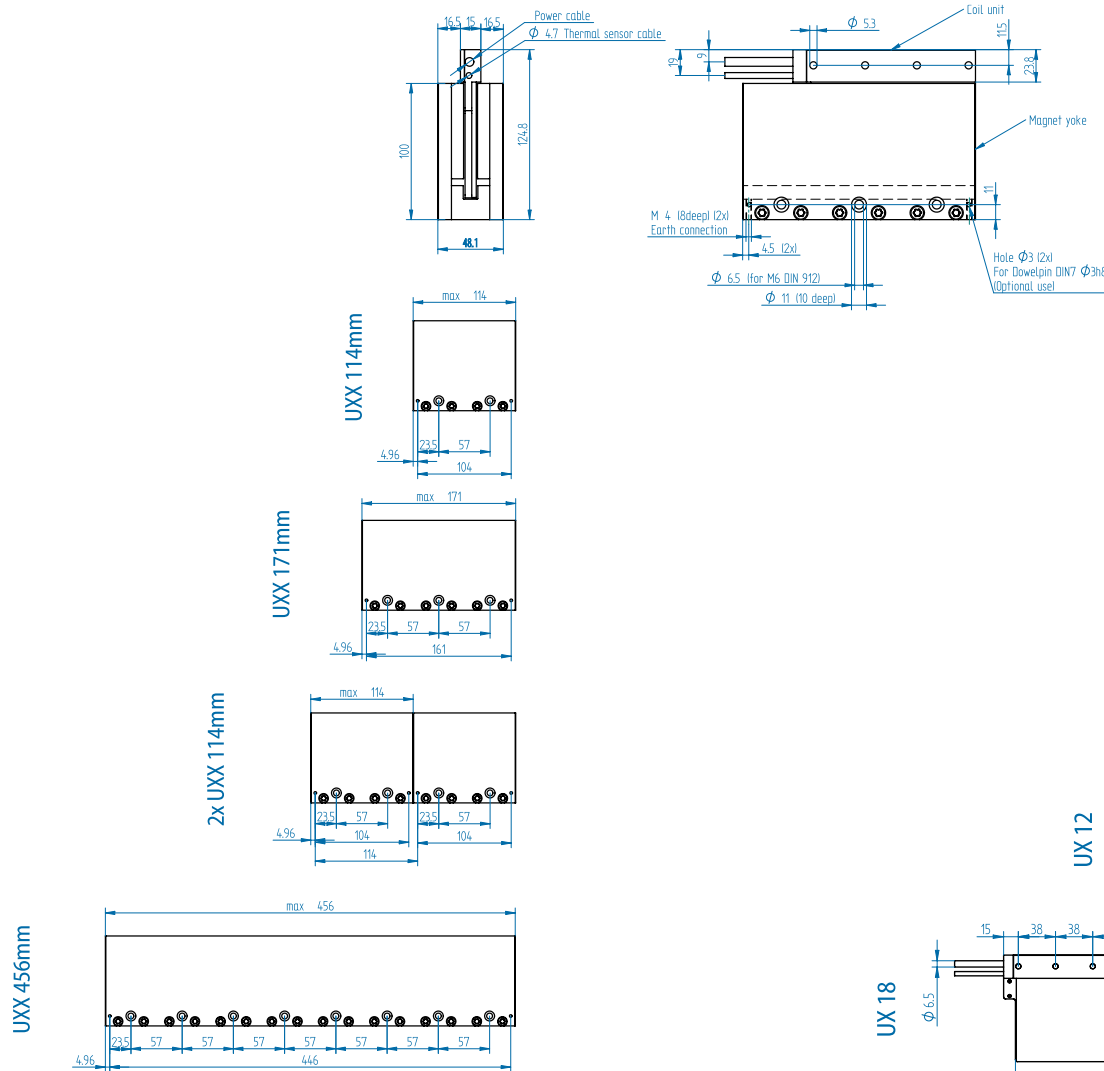 16.5 15 16.5
Power cable
Φ 4.7 Thermal sensor cable
100
124.8
48.1
Coil unit
Φ 5.3
11.5
23.8
9
19
Magnet yoke
11
M 4 (8deep) (2x)
Earth connection
4.5 (2x)
Φ 6.5 (for M6 DIN 912)
Φ 11 (10 deep)
Hole Φ3 (2x)
For Dowelpin DIN7 Φ3h8
(Optional use)
UXX 114mm
max 114
23.5 57
4.96
104
UXX 171mm
max 171
23.5 57 57
4.96
161
2x UXX 114mm
max 114
23.5 57 23.5 57
4.96
104 104
114
UXX 456mm
max 456
23.5 57 57 57 57 57 57 57
4.96
446
UX 12
UX 18
15 38 38
Φ 6.5